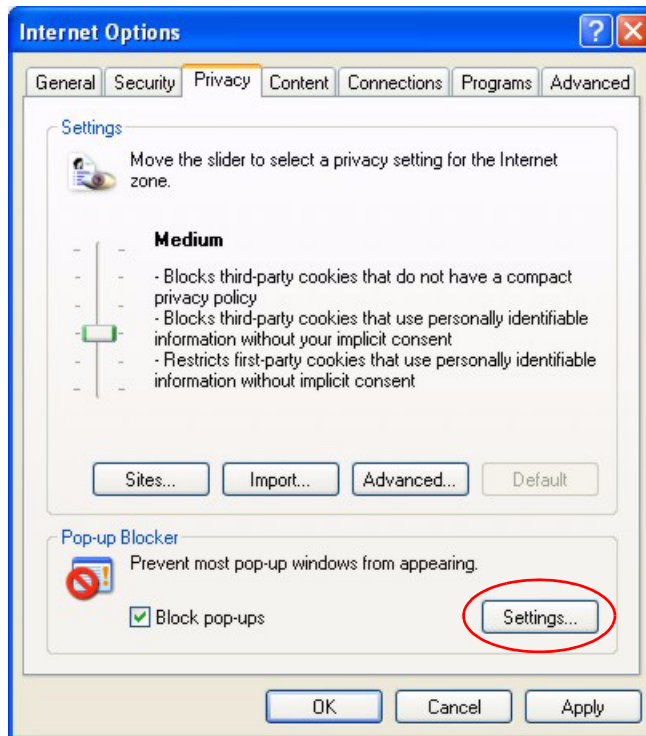 Internet Options
General Security Privacy Content Connections Programs Advanced
Settings
Move the slider to select a privacy setting for the Internet
zone.
Medium
- Blocks third-party cookies that do not have a compact
privacy policy
- Blocks third-party cookies that use personally identifiable
information without your implicit consent
- Restricts first-party cookies that use personally identifiable
information without implicit consent
Sites... Import... Advanced... Default
Pop-up Blocker
Prevent most pop-up windows from appearing.
Block pop-ups Settings...
OK Cancel Apply